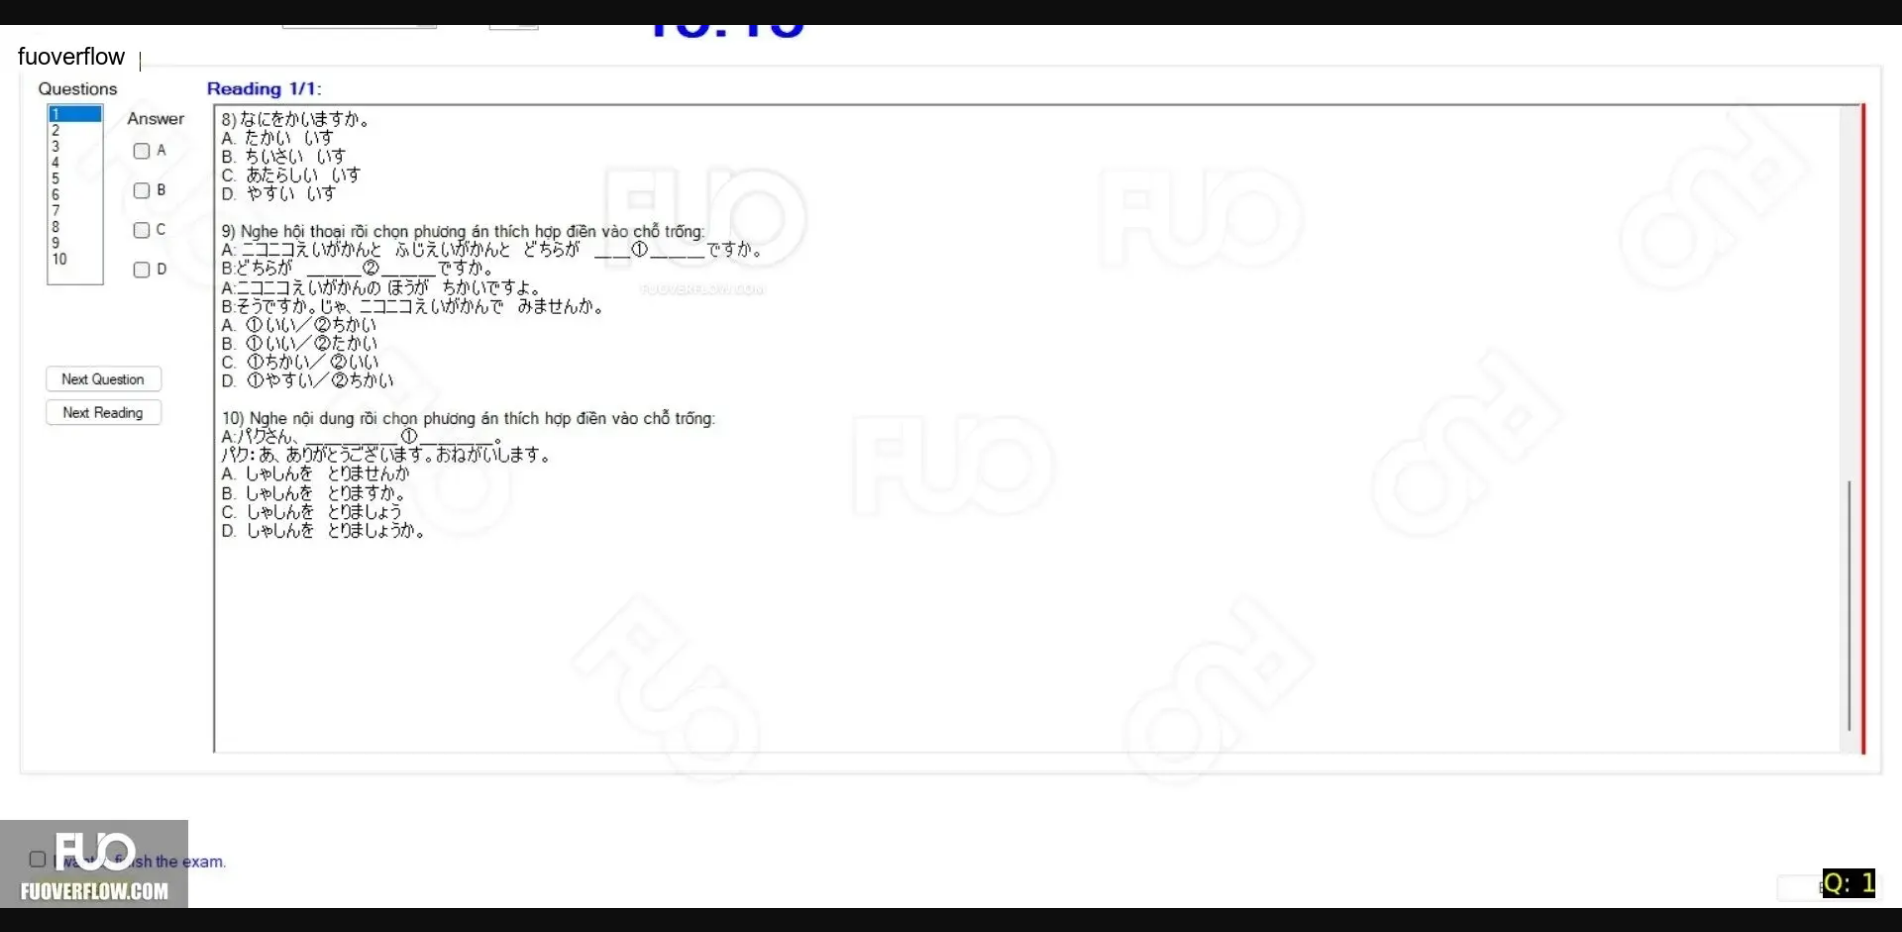 fuoverflow
Questions
Reading 1/1:
1
2
3
4
5
6
7
8
9
10
Answer
A
B
C
D
Next Question
Next Reading
8) なにをかいますか。
A. たかい いす
B. ちいさい いす
C. あたらしい いす
D. やすい いす
9) Nghe hội thoại rồi chọn phương án thích hợp điền vào chỗ trống:
A: ニコニコえいがかんと ふじえいがかんと どちらが ____①______ですか。
B:どちらが ______②______ですか。
A:ニコニコえいがかんの ほうが ちかいですよ。
B:そうですか。じゃ、ニコニコえいがかんで みませんか。
A. ①いい／②ちかい
B. ①いい／②たかい
C. ①ちかい／②いい
D. ①やすい／②ちかい
10) Nghe nội dung rồi chọn phương án thích hợp điền vào chỗ trống:
A:パクさん、__________①________。
パク: あ、ありがとうございます。おねがいします。
A. しゃしんを とりませんか
B. しゃしんを とりますか。
C. しゃしんを とりましょう
D. しゃしんを とりましょうか。
FUO
FUO
FUOVERFLOW.COM
FUO
FUO
FUO
FUO
FUO
FUO
the exam.
FUOVERFLOW.COM
Q: 1